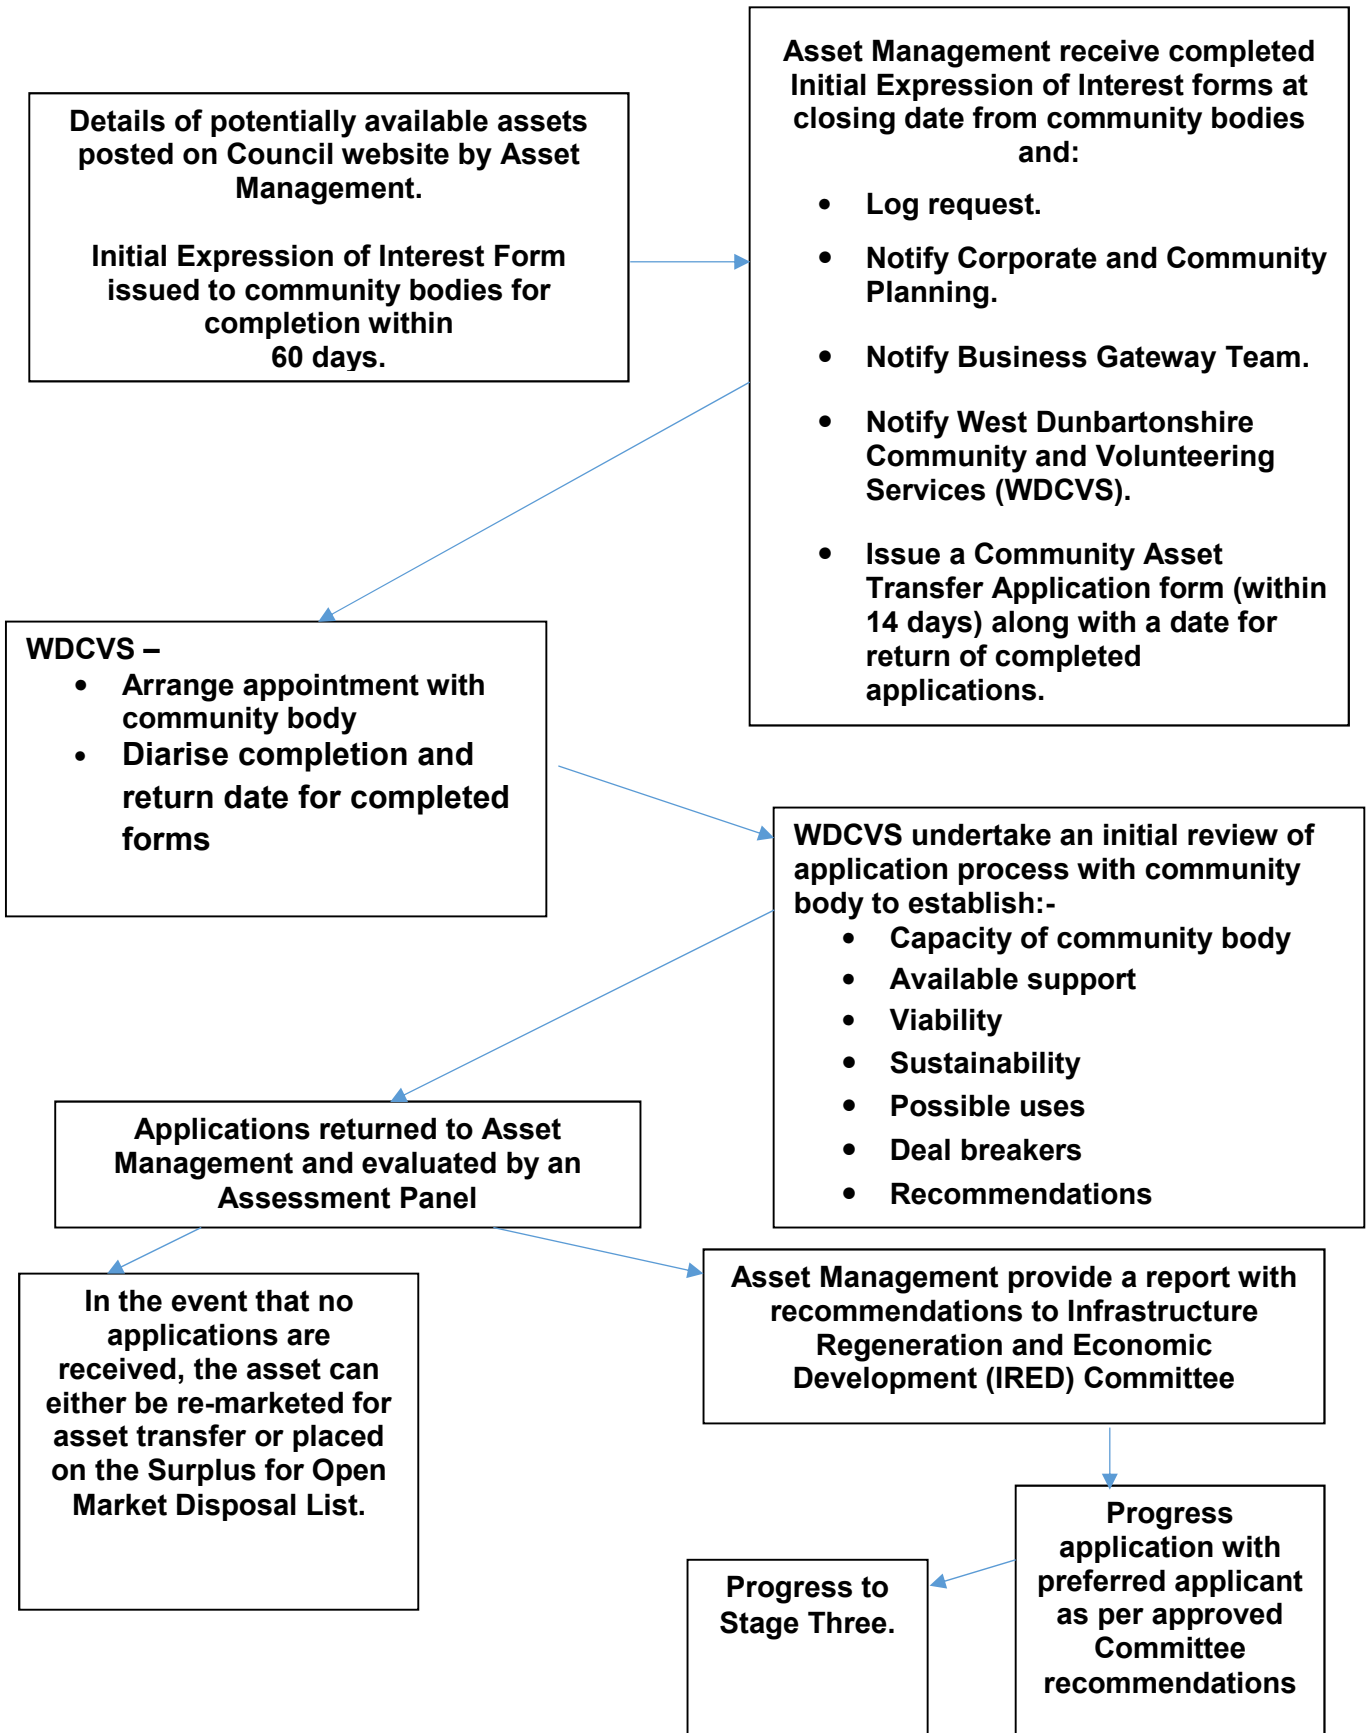 Details of potentially available assets
posted on Council website by Asset
Management.
Initial Expression of Interest Form
issued to community bodies for
completion within
60 days.
Asset Management receive completed
Initial Expression of Interest forms at
closing date from community bodies
and:
• Log request.
• Notify Corporate and Community
Planning.
• Notify Business Gateway Team.
• Notify West Dunbartonshire
Community and Volunteering
Services (WDCVS).
• Issue a Community Asset
Transfer Application form (within
14 days) along with a date for
return of completed
applications.
WDCVS –
• Arrange appointment with
community body
• Diarise completion and
return date for completed
forms
WDCVS undertake an initial review of
application process with community
body to establish:-
• Capacity of community body
• Available support
• Viability
• Sustainability
• Possible uses
• Deal breakers
• Recommendations
Applications returned to Asset
Management and evaluated by an
Assessment Panel
In the event that no
applications are
received, the asset can
either be re-marketed for
asset transfer or placed
on the Surplus for Open
Market Disposal List.
Asset Management provide a report with
recommendations to Infrastructure
Regeneration and Economic
Development (IRED) Committee
Progress
application with
preferred applicant
as per approved
Committee
recommendations
Progress to
Stage Three.